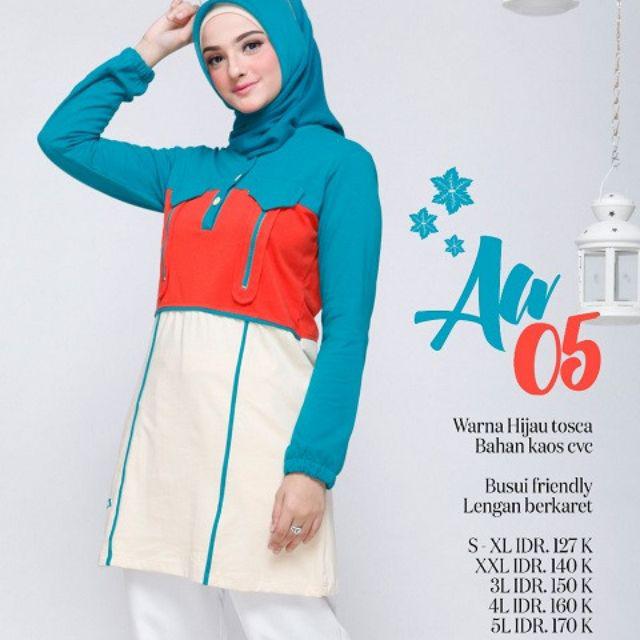 Aa
05
Warna Hijau tosca
Bahan kaos cvc
Busui friendly
Lengan berkaret
S - XL IDR. 127 K
XXL IDR. 140 K
3L IDR. 150 K
4L IDR. 160 K
5L IDR. 170 K